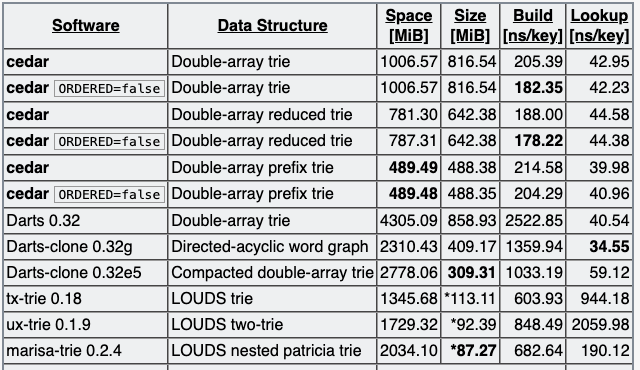 Software Data Structure Space [MiB] Size [MiB] Build [ns/key] Lookup [ns/key]
cedar Double-array trie 1006.57 816.54 205.39 42.95
cedar ORDERED=false Double-array trie 1006.57 816.54 182.35 42.23
cedar Double-array reduced trie 781.30 642.38 188.00 44.58
cedar ORDERED=false Double-array reduced trie 787.31 642.38 178.22 44.38
cedar Double-array prefix trie 489.49 488.38 214.58 39.98
cedar ORDERED=false Double-array prefix trie 489.48 488.35 204.29 40.96
Darts 0.32 Double-array trie 4305.09 858.93 2522.85 40.54
Darts-clone 0.32g Directed-acyclic word graph 2310.43 409.17 1359.94 34.55
Darts-clone 0.32e5 Compacted double-array trie 2778.06 309.31 1033.19 59.12
tx-trie 0.18 LOUDS trie 1345.68 *113.11 603.93 944.18
ux-trie 0.1.9 LOUDS two-trie 1729.32 *92.39 848.49 2059.98
marisa-trie 0.2.4 LOUDS nested patricia trie 2034.10 *87.27 682.64 190.12